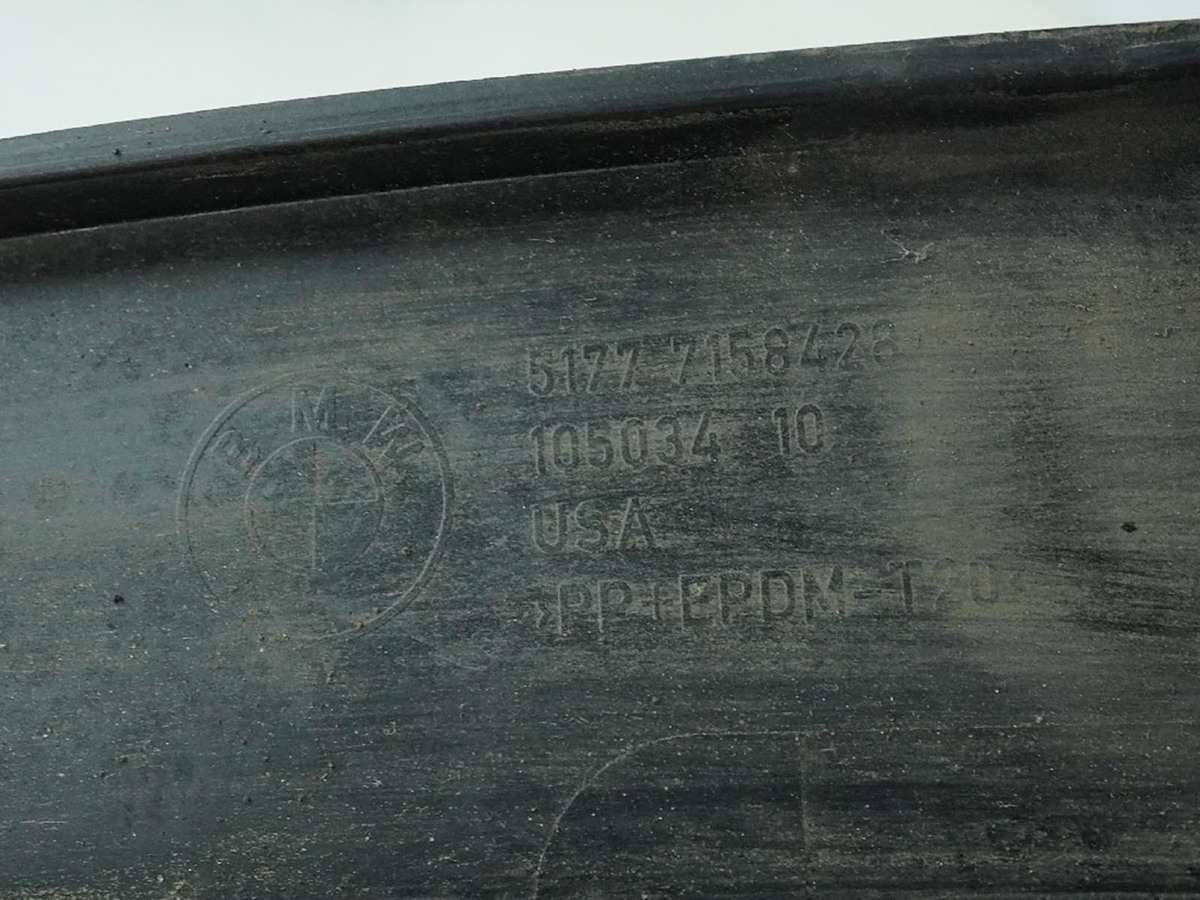 BMW
5177 7158428
105034 10
USA
>PP+EPDM-T20<